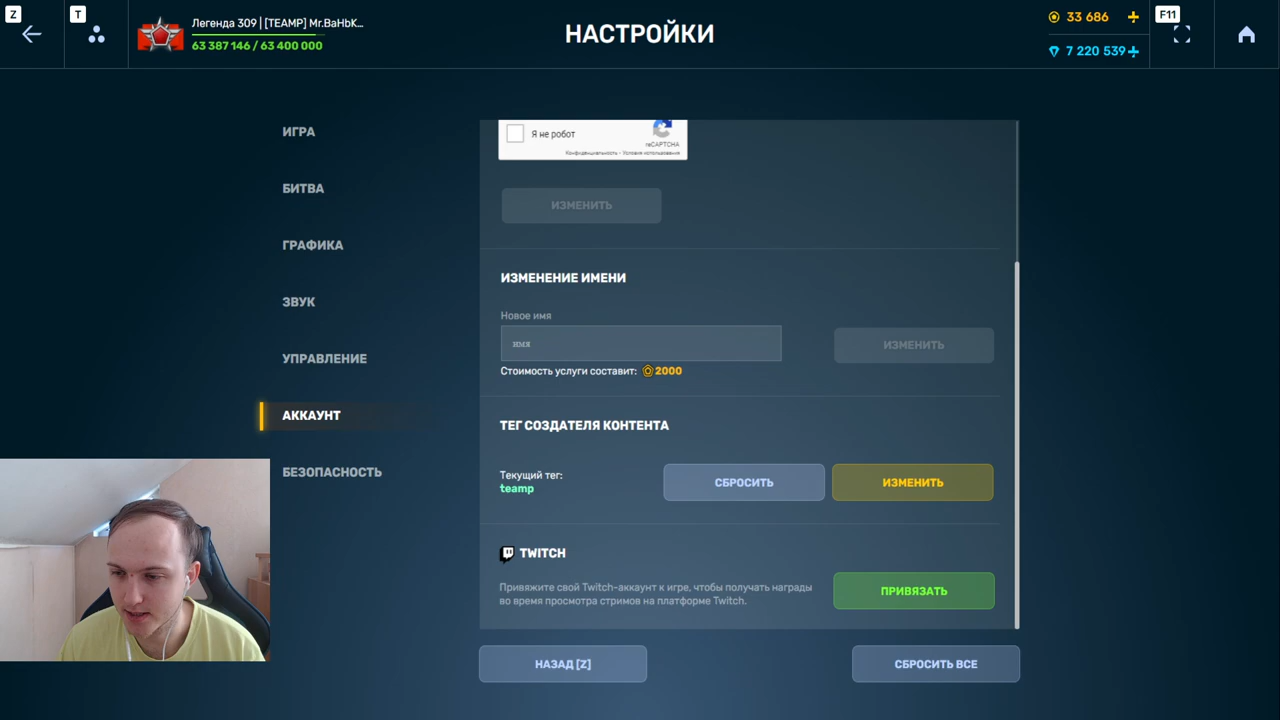 Z
T
Легенда 309 | [TEAMP] Mr.BaHbK...
63 387 146 / 63 400 000
НАСТРОЙКИ
33 686
7 220 539
F11
ИГРА
БИТВА
ГРАФИКА
ЗВУК
УПРАВЛЕНИЕ
АККАУНТ
БЕЗОПАСНОСТЬ
Я не робот
reCAPTCHA
Конфиденциальность - Условия использования
ИЗМЕНИТЬ
ИЗМЕНЕНИЕ ИМЕНИ
Новое имя
имя
ИЗМЕНИТЬ
Стоимость услуги составит: 2000
ТЕГ СОЗДАТЕЛЯ КОНТЕНТА
Текущий тег:
teamp
СБРОСИТЬ
ИЗМЕНИТЬ
TWITCH
Привяжите свой Twitch-аккаунт к игре, чтобы получать награды
во время просмотра стримов на платформе Twitch.
ПРИВЯЗАТЬ
НАЗАД [Z]
СБРОСИТЬ ВСЕ